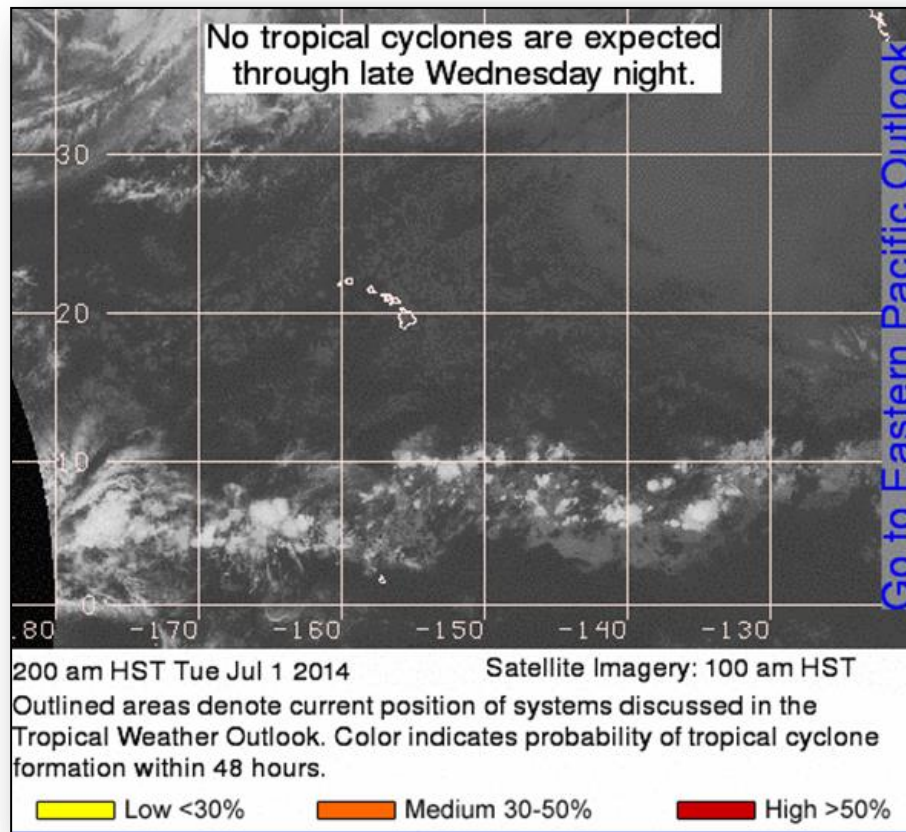 No tropical cyclones are expected
through late Wednesday night.
Go to Eastern Pacific Outlook
30
20
10
0
.80 -170 -160 -150 -140 -130
200 am HST Tue Jul 1 2014 Satellite Imagery: 100 am HST
Outlined areas denote current position of systems discussed in the
Tropical Weather Outlook. Color indicates probability of tropical cyclone
formation within 48 hours.
Low <30% Medium 30-50% High >50%